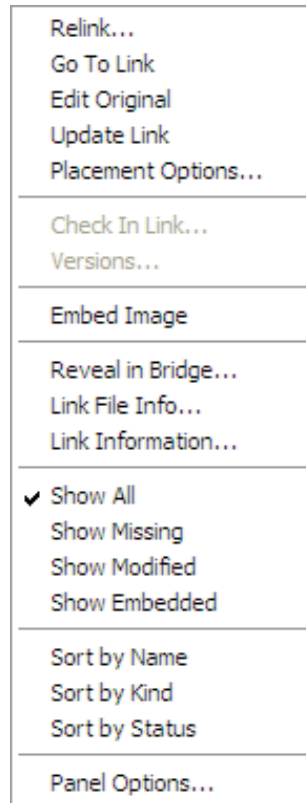 Relink...
Go To Link
Edit Original
Update Link
Placement Options...
Check In Link...
Versions...
Embed Image
Reveal in Bridge...
Link File Info...
Link Information...
Show All
Show Missing
Show Modified
Show Embedded
Sort by Name
Sort by Kind
Sort by Status
Panel Options...